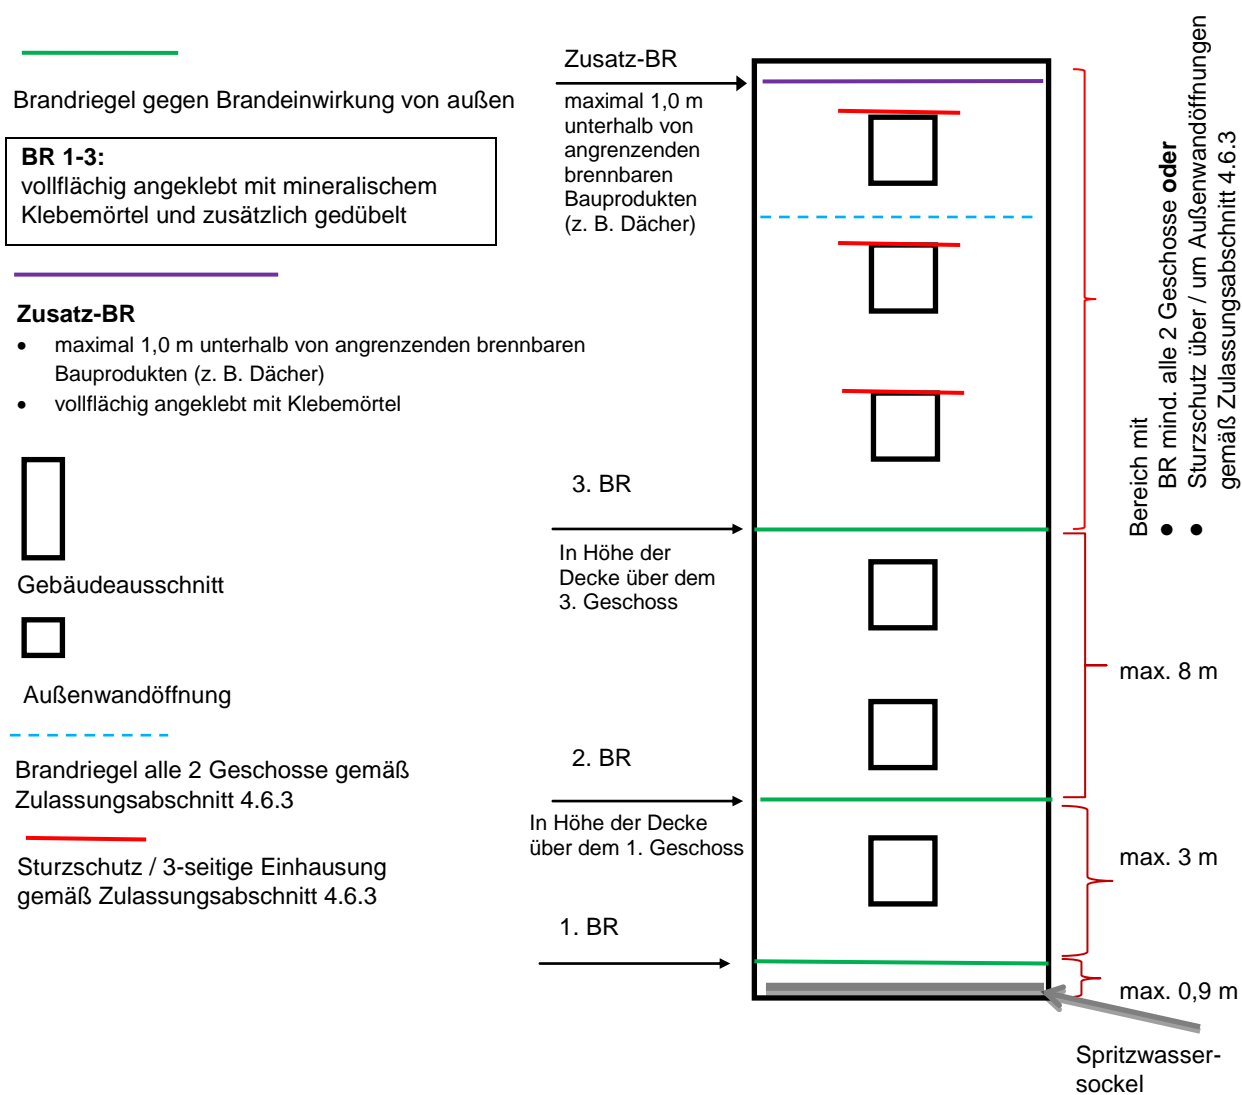 Brandriegel gegen Brandeinwirkung von außen
BR 1-3:
vollflächig angeklebt mit mineralischem
Klebemörtel und zusätzlich gedübelt
Zusatz-BR
• maximal 1,0 m unterhalb von angrenzenden brennbaren
Bauprodukten (z. B. Dächer)
• vollflächig angeklebt mit Klebemörtel
Gebäudeausschnitt
Außenwandöffnung
Brandriegel alle 2 Geschosse gemäß
Zulassungsabschnitt 4.6.3
Sturzschutz / 3-seitige Einhausung
gemäß Zulassungsabschnitt 4.6.3
Zusatz-BR
maximal 1,0 m
unterhalb von
angrenzenden
brennbaren
Bauprodukten
(z. B. Dächer)
3. BR
In Höhe der
Decke über dem
3. Geschoss
2. BR
In Höhe der Decke
über dem 1. Geschoss
1. BR
Bereich mit
• BR mind. alle 2 Geschosse oder
• Sturzschutz über / um Außenwandöffnungen
gemäß Zulassungsabschnitt 4.6.3
max. 8 m
max. 3 m
max. 0,9 m
Spritzwasser-
sockel